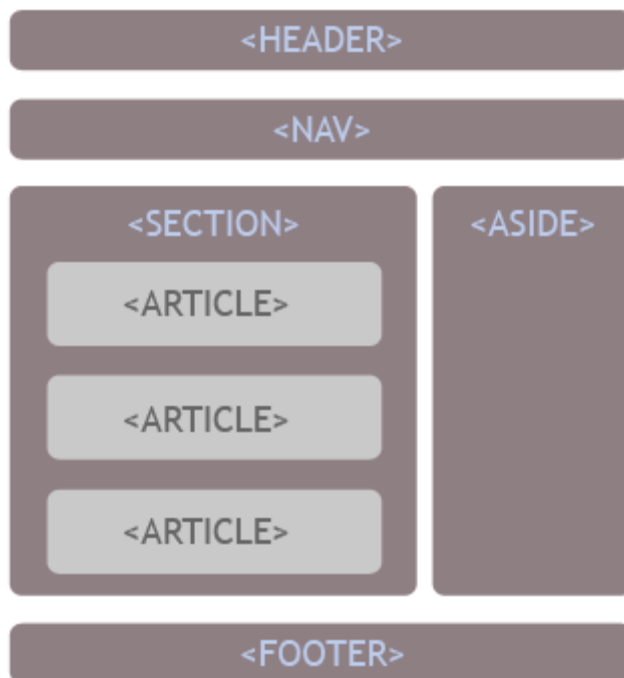 <HEADER>
<NAV>
<SECTION>
<ARTICLE>
<ARTICLE>
<ARTICLE>
<ASIDE>
<FOOTER>